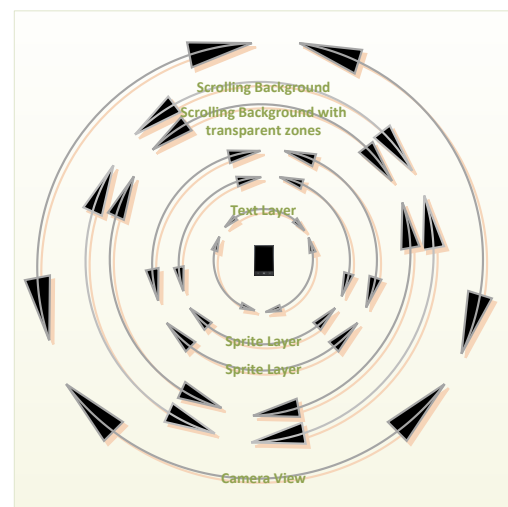 Scrolling Background
Scrolling Background with
transparent zones
Text Layer
Sprite Layer
Sprite Layer
Camera View